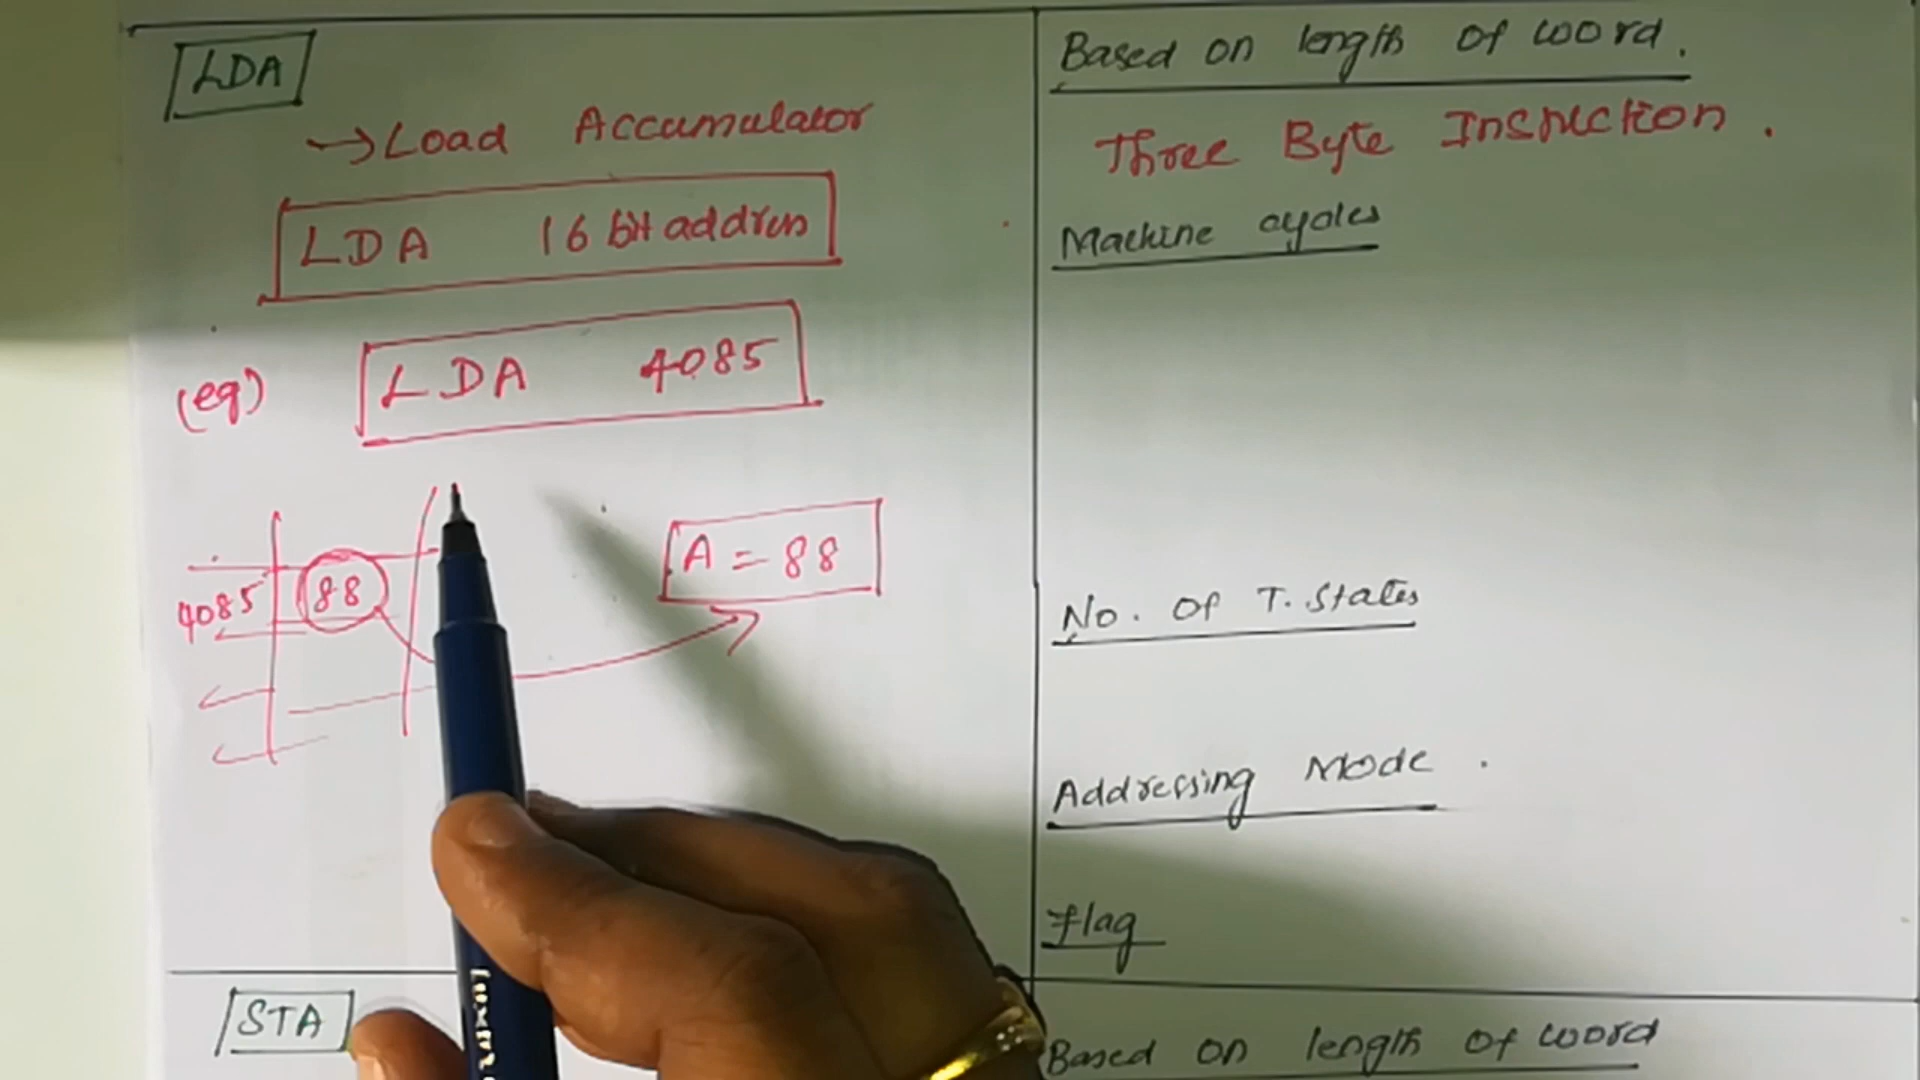 LDA
→ Load Accumulator
LDA 16 bit address
(eg) LDA 4085
4085 88
A = 88
STA
Based on length of word.
Three Byte Instruction.
Machine cycles
No. of T. States
Addressing Mode.
Flag
Based on length of word